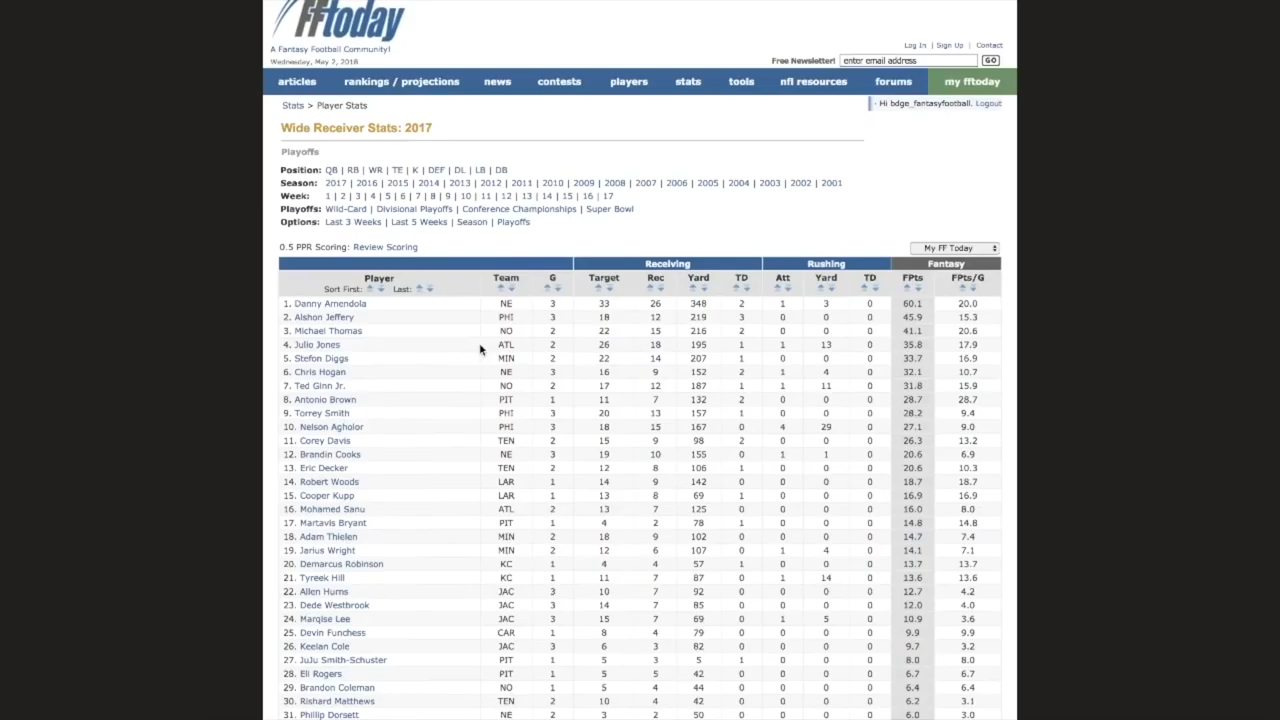 FFtoday
A Fantasy Football Community!
Wednesday, May 2, 2018
Log In | Sign Up | Contact
Free Newsletter! enter email address GO
articles rankings / projections news contests players stats tools nfl resources forums my fftoday
Stats > Player Stats
Hi bdge_fantasyfootball. Logout
Wide Receiver Stats: 2017
Playoffs
Position: QB | RB | WR | TE | K | DEF | DL | LB | DB
Season: 2017 | 2016 | 2015 | 2014 | 2013 | 2012 | 2011 | 2010 | 2009 | 2008 | 2007 | 2006 | 2005 | 2004 | 2003 | 2002 | 2001
Week: 1 | 2 | 3 | 4 | 5 | 6 | 7 | 8 | 9 | 10 | 11 | 12 | 13 | 14 | 15 | 16 | 17
Playoffs: Wild-Card | Divisional Playoffs | Conference Championships | Super Bowl
Options: Last 3 Weeks | Last 5 Weeks | Season | Playoffs
0.5 PPR Scoring: Review Scoring My FF Today
Receiving Rushing Fantasy
Player Team G Target Rec Yard TD Att Yard TD FPts FPts/G
Sort First: Last:
1. Danny Amendola NE 3 33 26 348 2 1 3 0 60.1 20.0
2. Alshon Jeffery PHI 3 18 12 219 3 0 0 0 45.9 15.3
3. Michael Thomas NO 2 22 15 216 2 0 0 0 41.1 20.6
4. Julio Jones ATL 2 26 18 195 1 1 13 0 35.8 17.9
5. Stefon Diggs MIN 2 22 14 207 1 0 0 0 33.7 16.9
6. Chris Hogan NE 3 16 9 152 2 1 4 0 32.1 10.7
7. Ted Ginn Jr. NO 2 17 12 187 1 1 11 0 31.8 15.9
8. Antonio Brown PIT 1 11 7 132 2 0 0 0 28.7 28.7
9. Torrey Smith PHI 3 20 13 157 1 0 0 0 28.2 9.4
10. Nelson Agholor PHI 3 18 15 167 0 4 29 0 27.1 9.0
11. Corey Davis TEN 2 15 9 98 2 0 0 0 26.3 13.2
12. Brandin Cooks NE 3 19 10 155 0 1 1 0 20.6 6.9
13. Eric Decker TEN 2 12 8 106 1 0 0 0 20.6 10.3
14. Robert Woods LAR 1 14 9 142 0 0 0 0 18.7 18.7
15. Cooper Kupp LAR 1 13 8 69 1 0 0 0 16.9 16.9
16. Mohamed Sanu ATL 2 13 7 125 0 0 0 0 16.0 8.0
17. Martavis Bryant PIT 1 4 2 78 1 0 0 0 14.8 14.8
18. Adam Thielen MIN 2 18 9 102 0 0 0 0 14.7 7.4
19. Jarius Wright MIN 2 12 6 107 0 1 4 0 14.1 7.1
20. Demarcus Robinson KC 1 4 4 57 1 0 0 0 13.7 13.7
21. Tyreek Hill KC 1 11 7 87 0 1 14 0 13.6 13.6
22. Allen Hurns JAC 3 10 7 92 0 0 0 0 12.7 4.2
23. Dede Westbrook JAC 3 14 7 85 0 0 0 0 12.0 4.0
24. Marqise Lee JAC 3 15 7 69 0 1 5 0 10.9 3.6
25. Devin Funchess CAR 1 8 4 79 0 0 0 0 9.9 9.9
26. Keelan Cole JAC 3 6 3 82 0 0 0 0 9.7 3.2
27. JuJu Smith-Schuster PIT 1 5 3 5 1 0 0 0 8.0 8.0
28. Eli Rogers PIT 1 5 5 42 0 0 0 0 6.7 6.7
29. Brandon Coleman NO 1 5 4 44 0 0 0 0 6.4 6.4
30. Rishard Matthews TEN 2 10 4 42 0 0 0 0 6.2 3.1
31. Phillip Dorsett NE 2 3 2 50 0 0 0 0 6.0 3.0